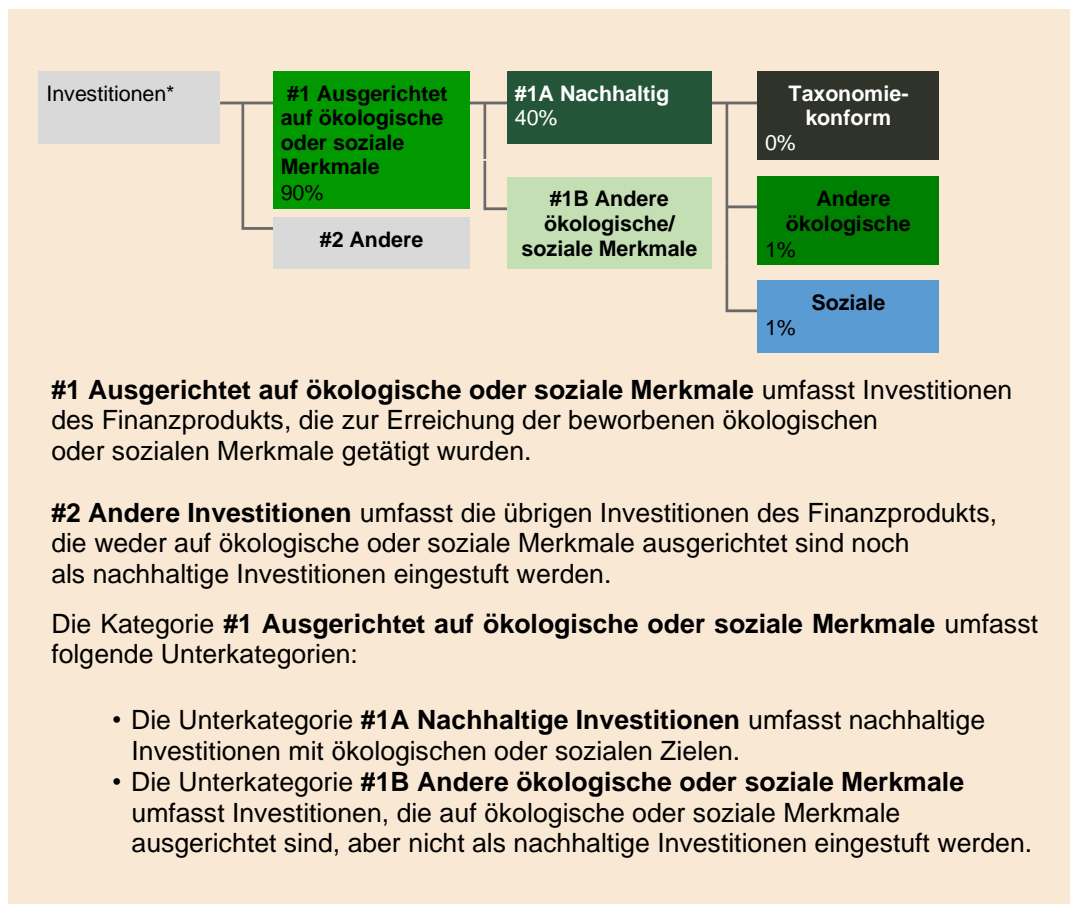 Investitionen*
#1 Ausgerichtet
auf ökologische
oder soziale
Merkmale
90%
#2 Andere
#1A Nachhaltig
40%
#1B Andere
ökologische/
soziale Merkmale
Taxonomie-
konform
0%
Andere
ökologische
1%
Soziale
1%
#1 Ausgerichtet auf ökologische oder soziale Merkmale umfasst Investitionen
des Finanzprodukts, die zur Erreichung der beworbenen ökologischen
oder sozialen Merkmale getätigt wurden.
#2 Andere Investitionen umfasst die übrigen Investitionen des Finanzprodukts,
die weder auf ökologische oder soziale Merkmale ausgerichtet sind noch
als nachhaltige Investitionen eingestuft werden.
Die Kategorie #1 Ausgerichtet auf ökologische oder soziale Merkmale umfasst
folgende Unterkategorien:
• Die Unterkategorie #1A Nachhaltige Investitionen umfasst nachhaltige
Investitionen mit ökologischen oder sozialen Zielen.
• Die Unterkategorie #1B Andere ökologische oder soziale Merkmale
umfasst Investitionen, die auf ökologische oder soziale Merkmale
ausgerichtet sind, aber nicht als nachhaltige Investitionen eingestuft werden.